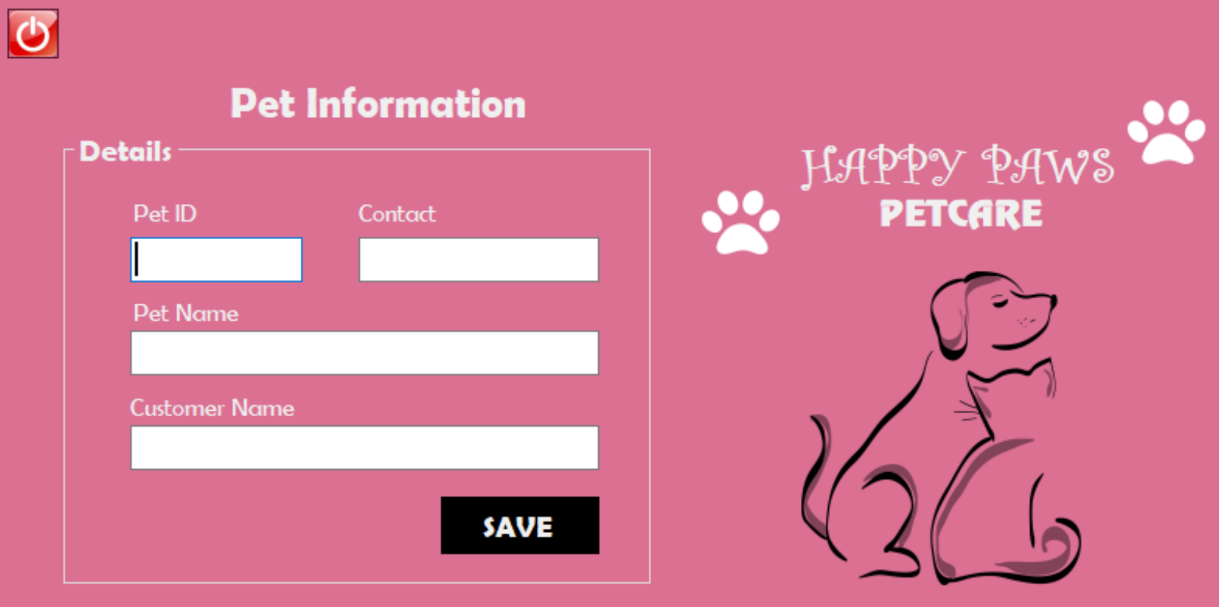 Pet Information
Details
Pet ID
Contact
Pet Name
Customer Name
SAVE
HAPPY PAWS
PETCARE